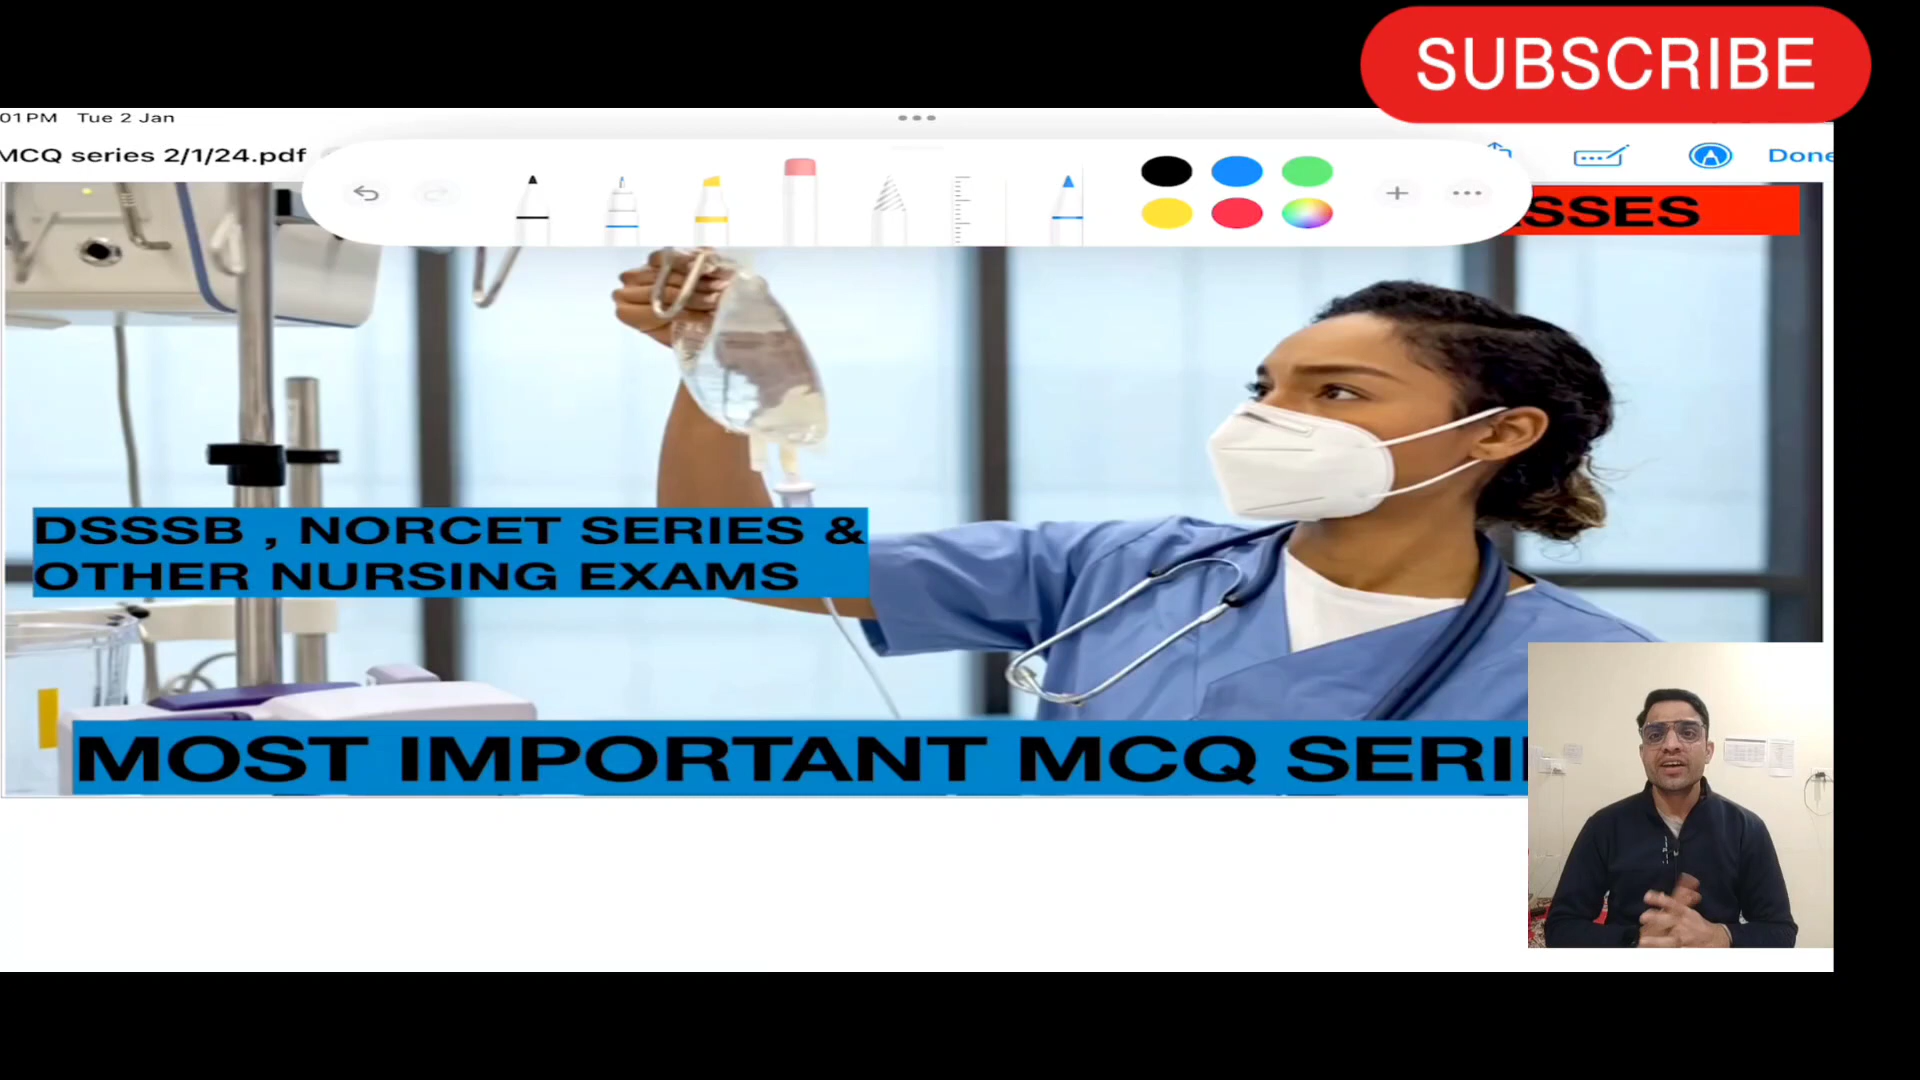 SUBSCRIBE
01PM Tue 2 Jan
MCQ series 2/1/24.pdf
Done
SSES
DSSSB , NORCET SERIES &
OTHER NURSING EXAMS
MOST IMPORTANT MCQ SERI